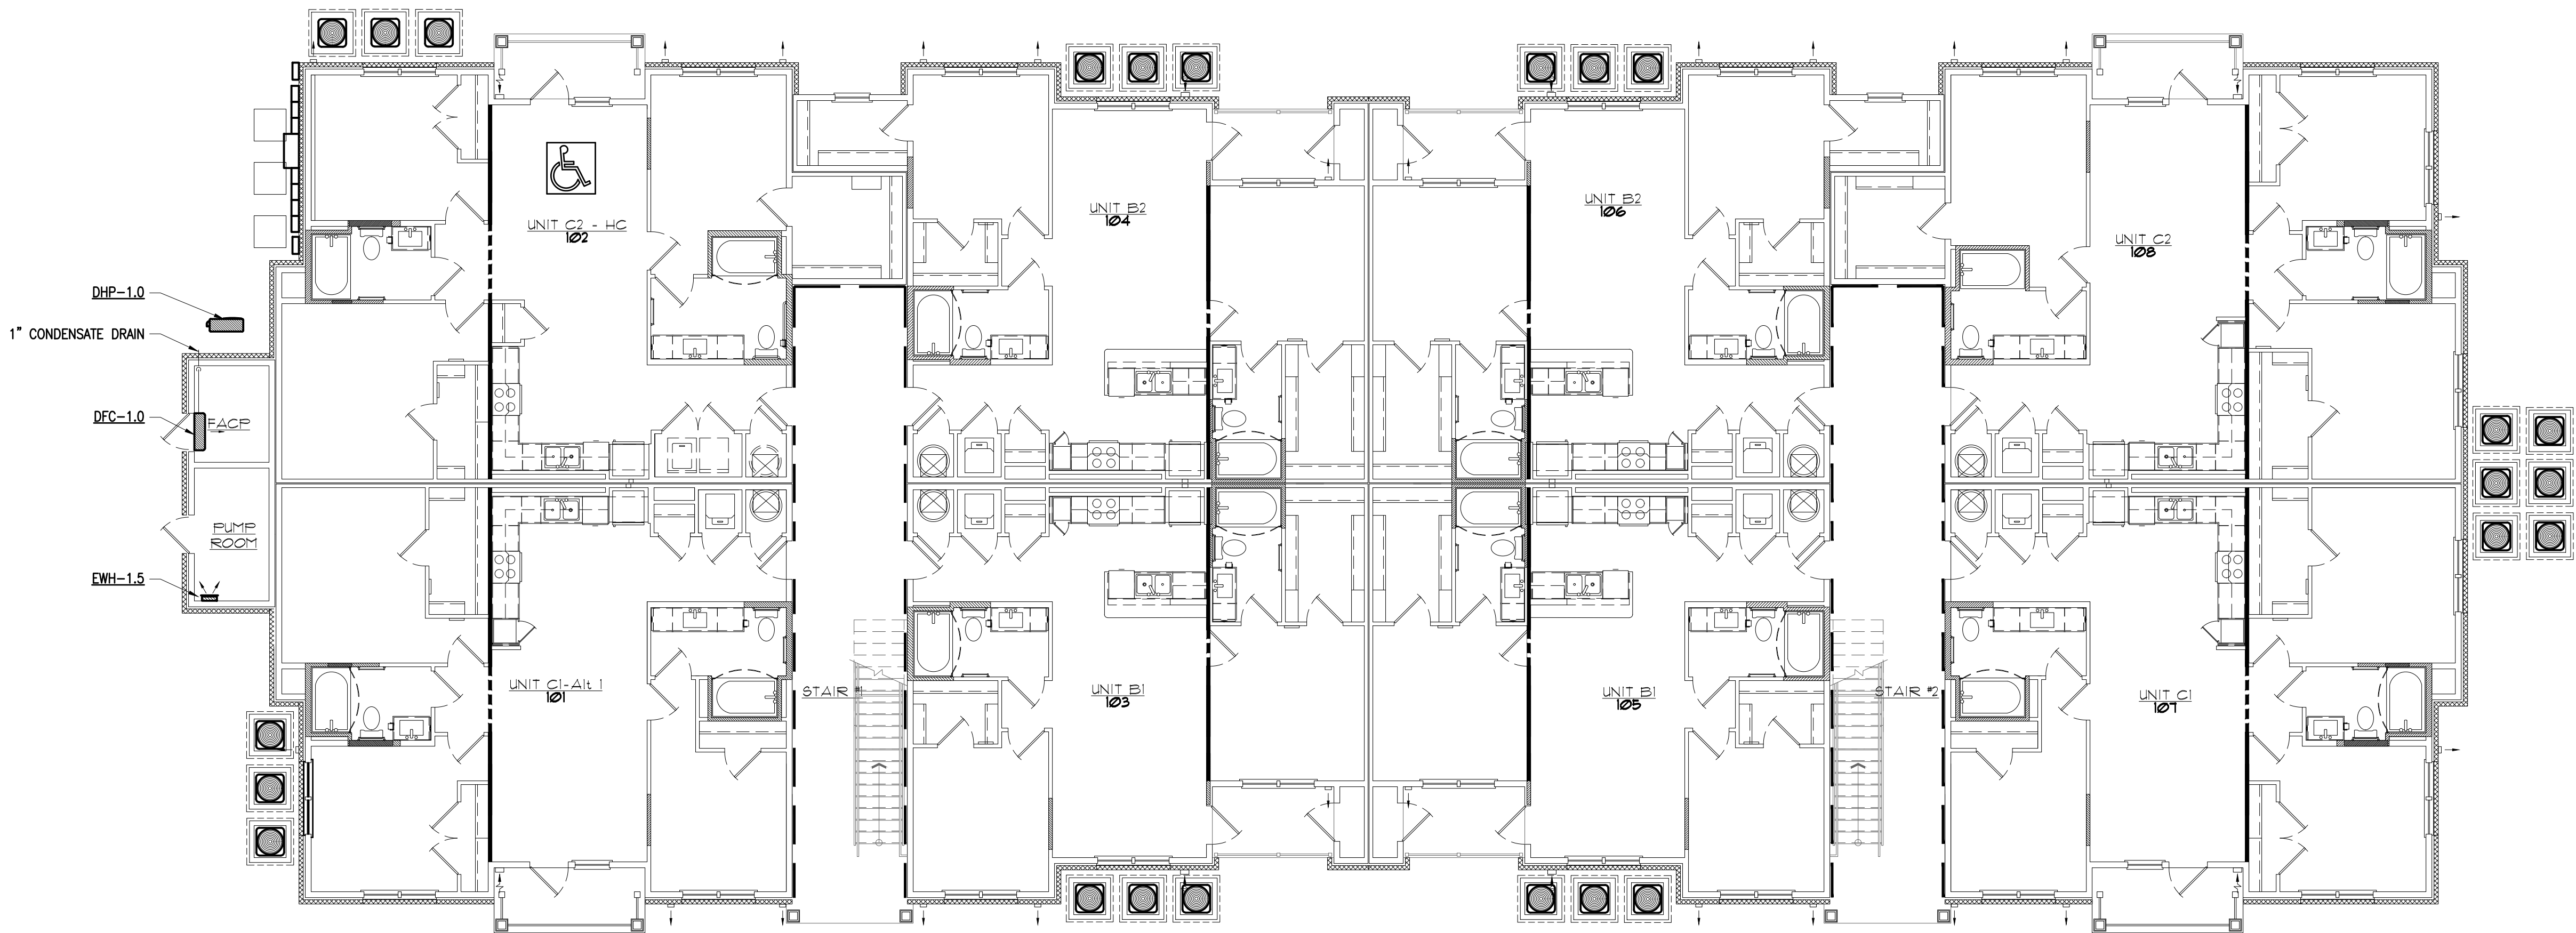 UNIT C2 - HC
102
UNIT B2
104
UNIT B2
106
UNIT C2
108
DHP-1.0
1" CONDENSATE DRAIN
DFC-1.0
FACP
PUMP
ROOM
EWH-1.5
UNIT C1-Alt 1
101
STAIR #1
UNIT B1
103
UNIT B1
105
STAIR #2
UNIT C1
107